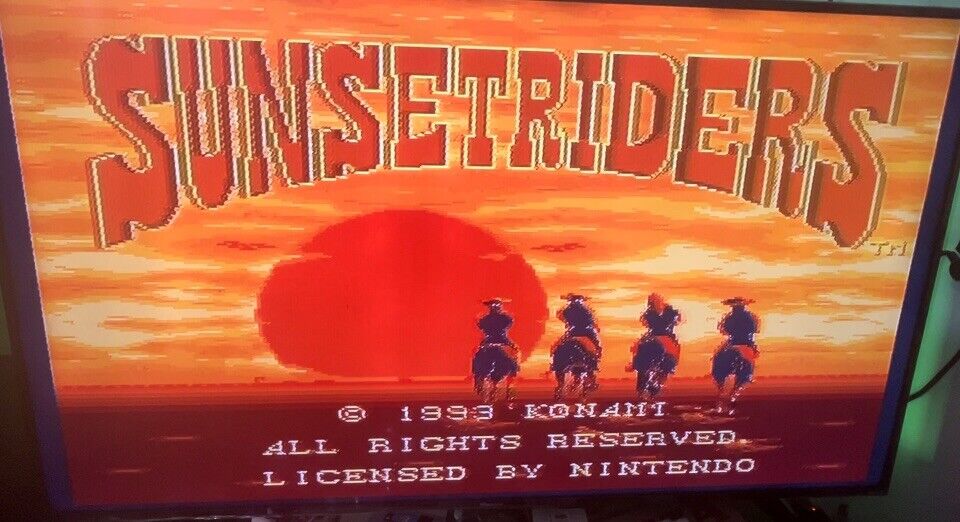 SUNSETRIDERS
TM
© 1993 KONAMI
ALL RIGHTS RESERVED.
LICENSED BY NINTENDO